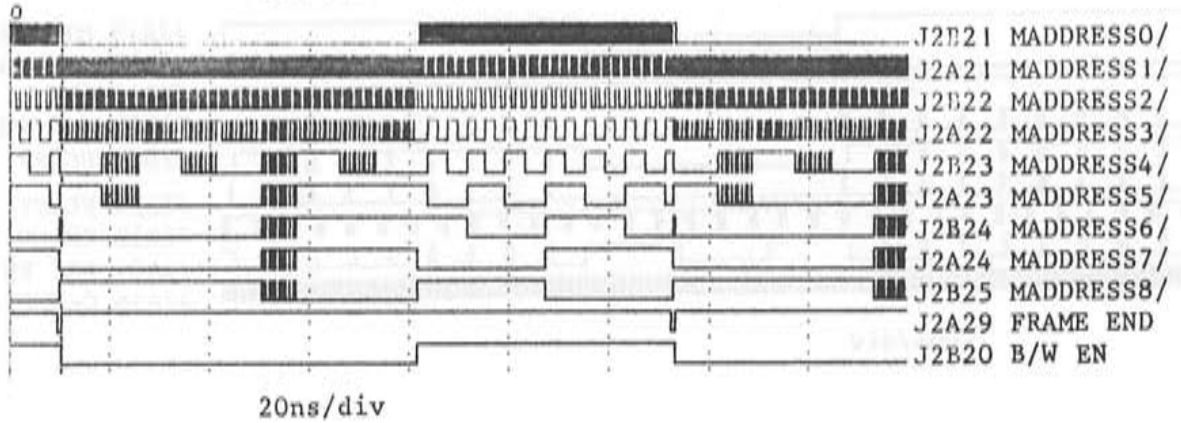 0
J2B21 MADDRESS0/
J2A21 MADDRESS1/
J2B22 MADDRESS2/
J2A22 MADDRESS3/
J2B23 MADDRESS4/
J2A23 MADDRESS5/
J2B24 MADDRESS6/
J2A24 MADDRESS7/
J2B25 MADDRESS8/
J2A29 FRAME END
J2B20 B/W EN
20ns/div